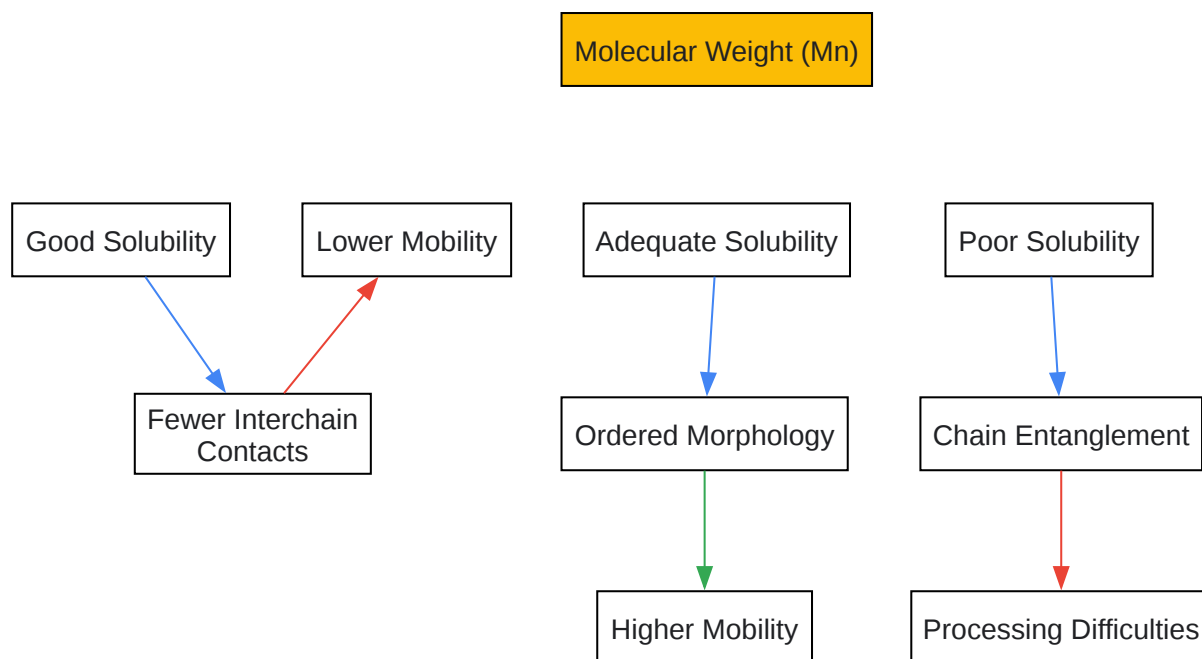 Molecular Weight (Mn)
Good Solubility
Lower Mobility
Adequate Solubility
Poor Solubility
Fewer Interchain
Contacts
Ordered Morphology
Chain Entanglement
Higher Mobility
Processing Difficulties